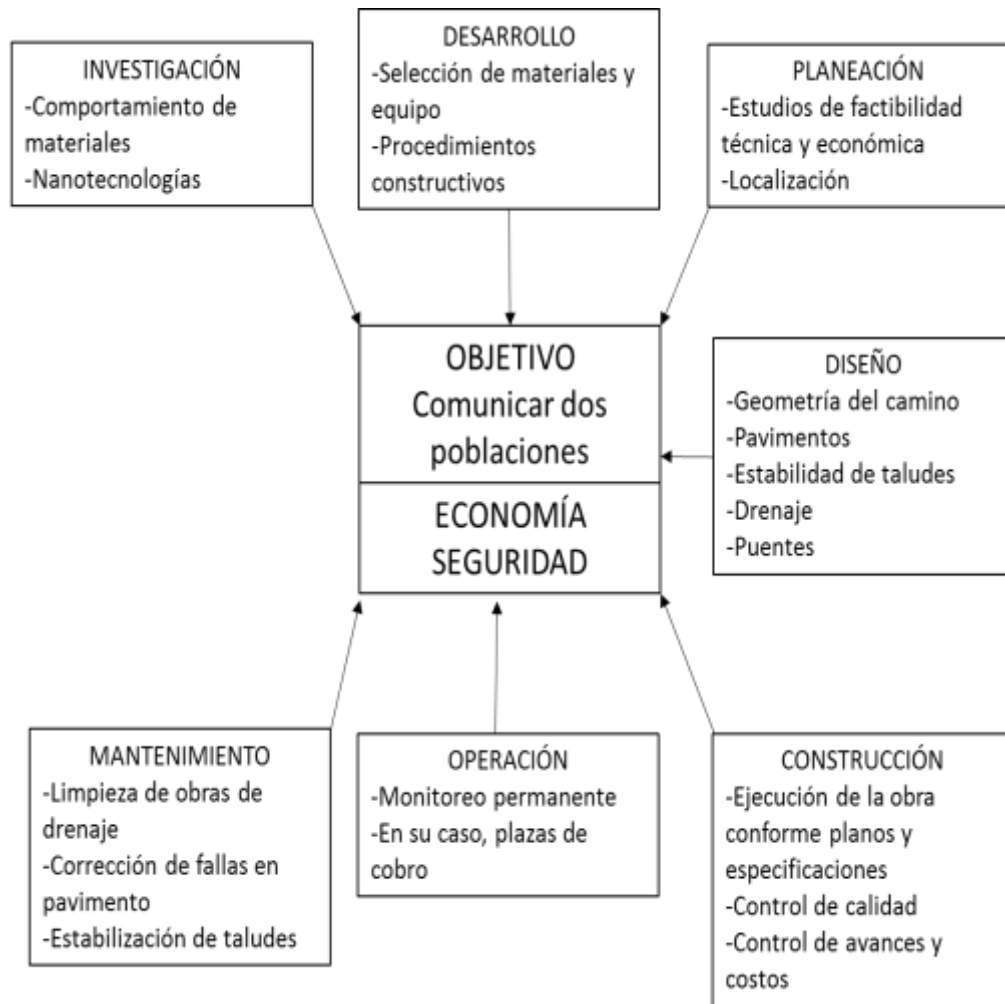 INVESTIGACIÓN
-Comportamiento de
materiales
-Nanotecnologías
DESARROLLO
-Selección de materiales y
equipo
-Procedimientos
constructivos
PLANEACIÓN
-Estudios de factibilidad
técnica y económica
-Localización
OBJETIVO
Comunicar dos
poblaciones
ECONOMÍA
SEGURIDAD
DISEÑO
-Geometría del camino
-Pavimentos
-Estabilidad de taludes
-Drenaje
-Puentes
MANTENIMIENTO
-Limpieza de obras de
drenaje
-Corrección de fallas en
pavimento
-Estabilización de taludes
OPERACIÓN
-Monitoreo permanente
-En su caso, plazas de
cobro
CONSTRUCCIÓN
-Ejecución de la obra
conforme planos y
especificaciones
-Control de calidad
-Control de avances y
costos